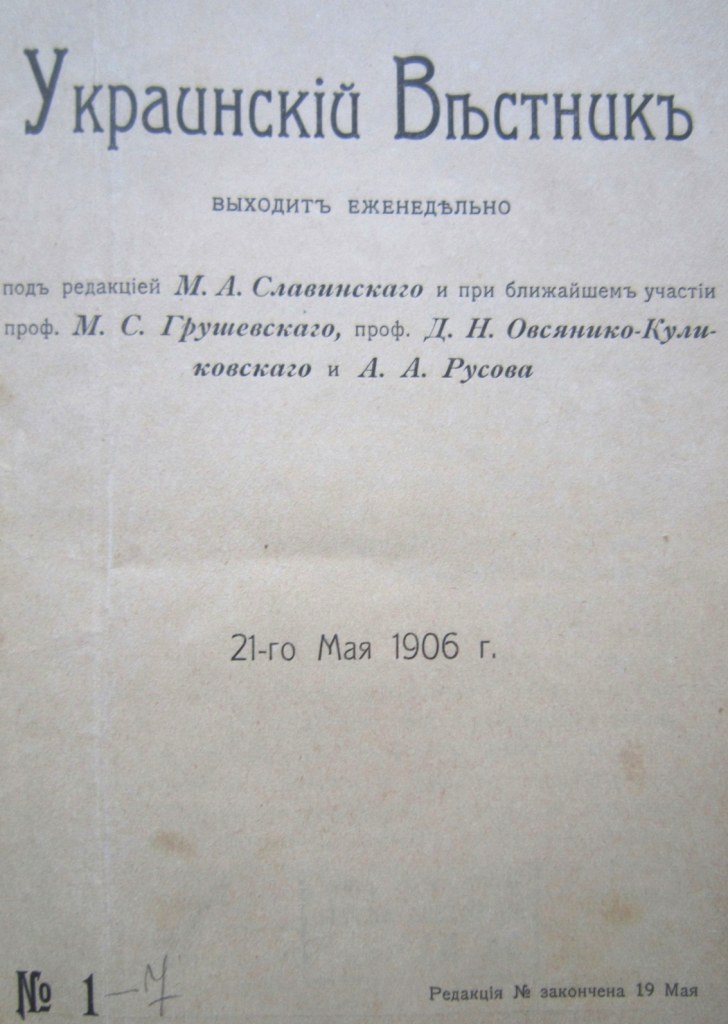 Украинскій Вѣстникъ
ВЫХОДИТЪ ЕЖЕНЕДѢЛЬНО
подъ редакціей М. А. Славинскаго и при ближайшемъ участіи
проф. М. С. Грушевскаго, проф. Д. Н. Овсянико-Кули-
ковскаго и А. А. Русова
21-го Мая 1906 г.
№ 1
Редакція № закончена 19 Мая